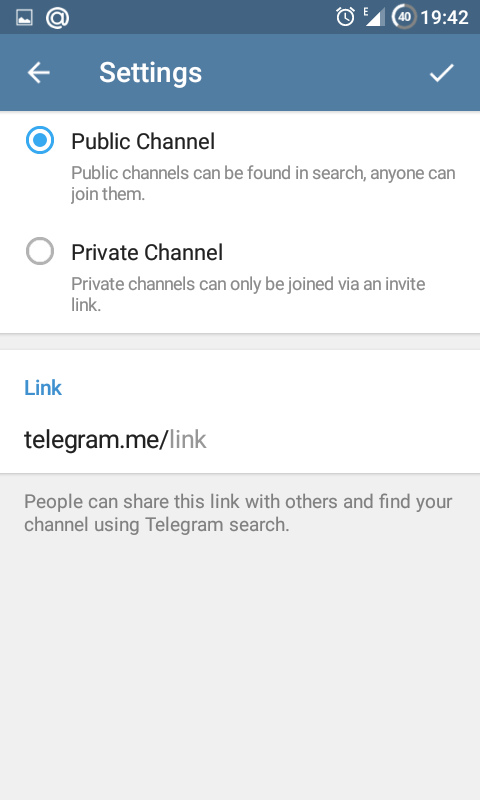 E 40 19:42
Settings
Public Channel
Public channels can be found in search, anyone can
join them.
Private Channel
Private channels can only be joined via an invite
link.
Link
telegram.me/link
People can share this link with others and find your
channel using Telegram search.